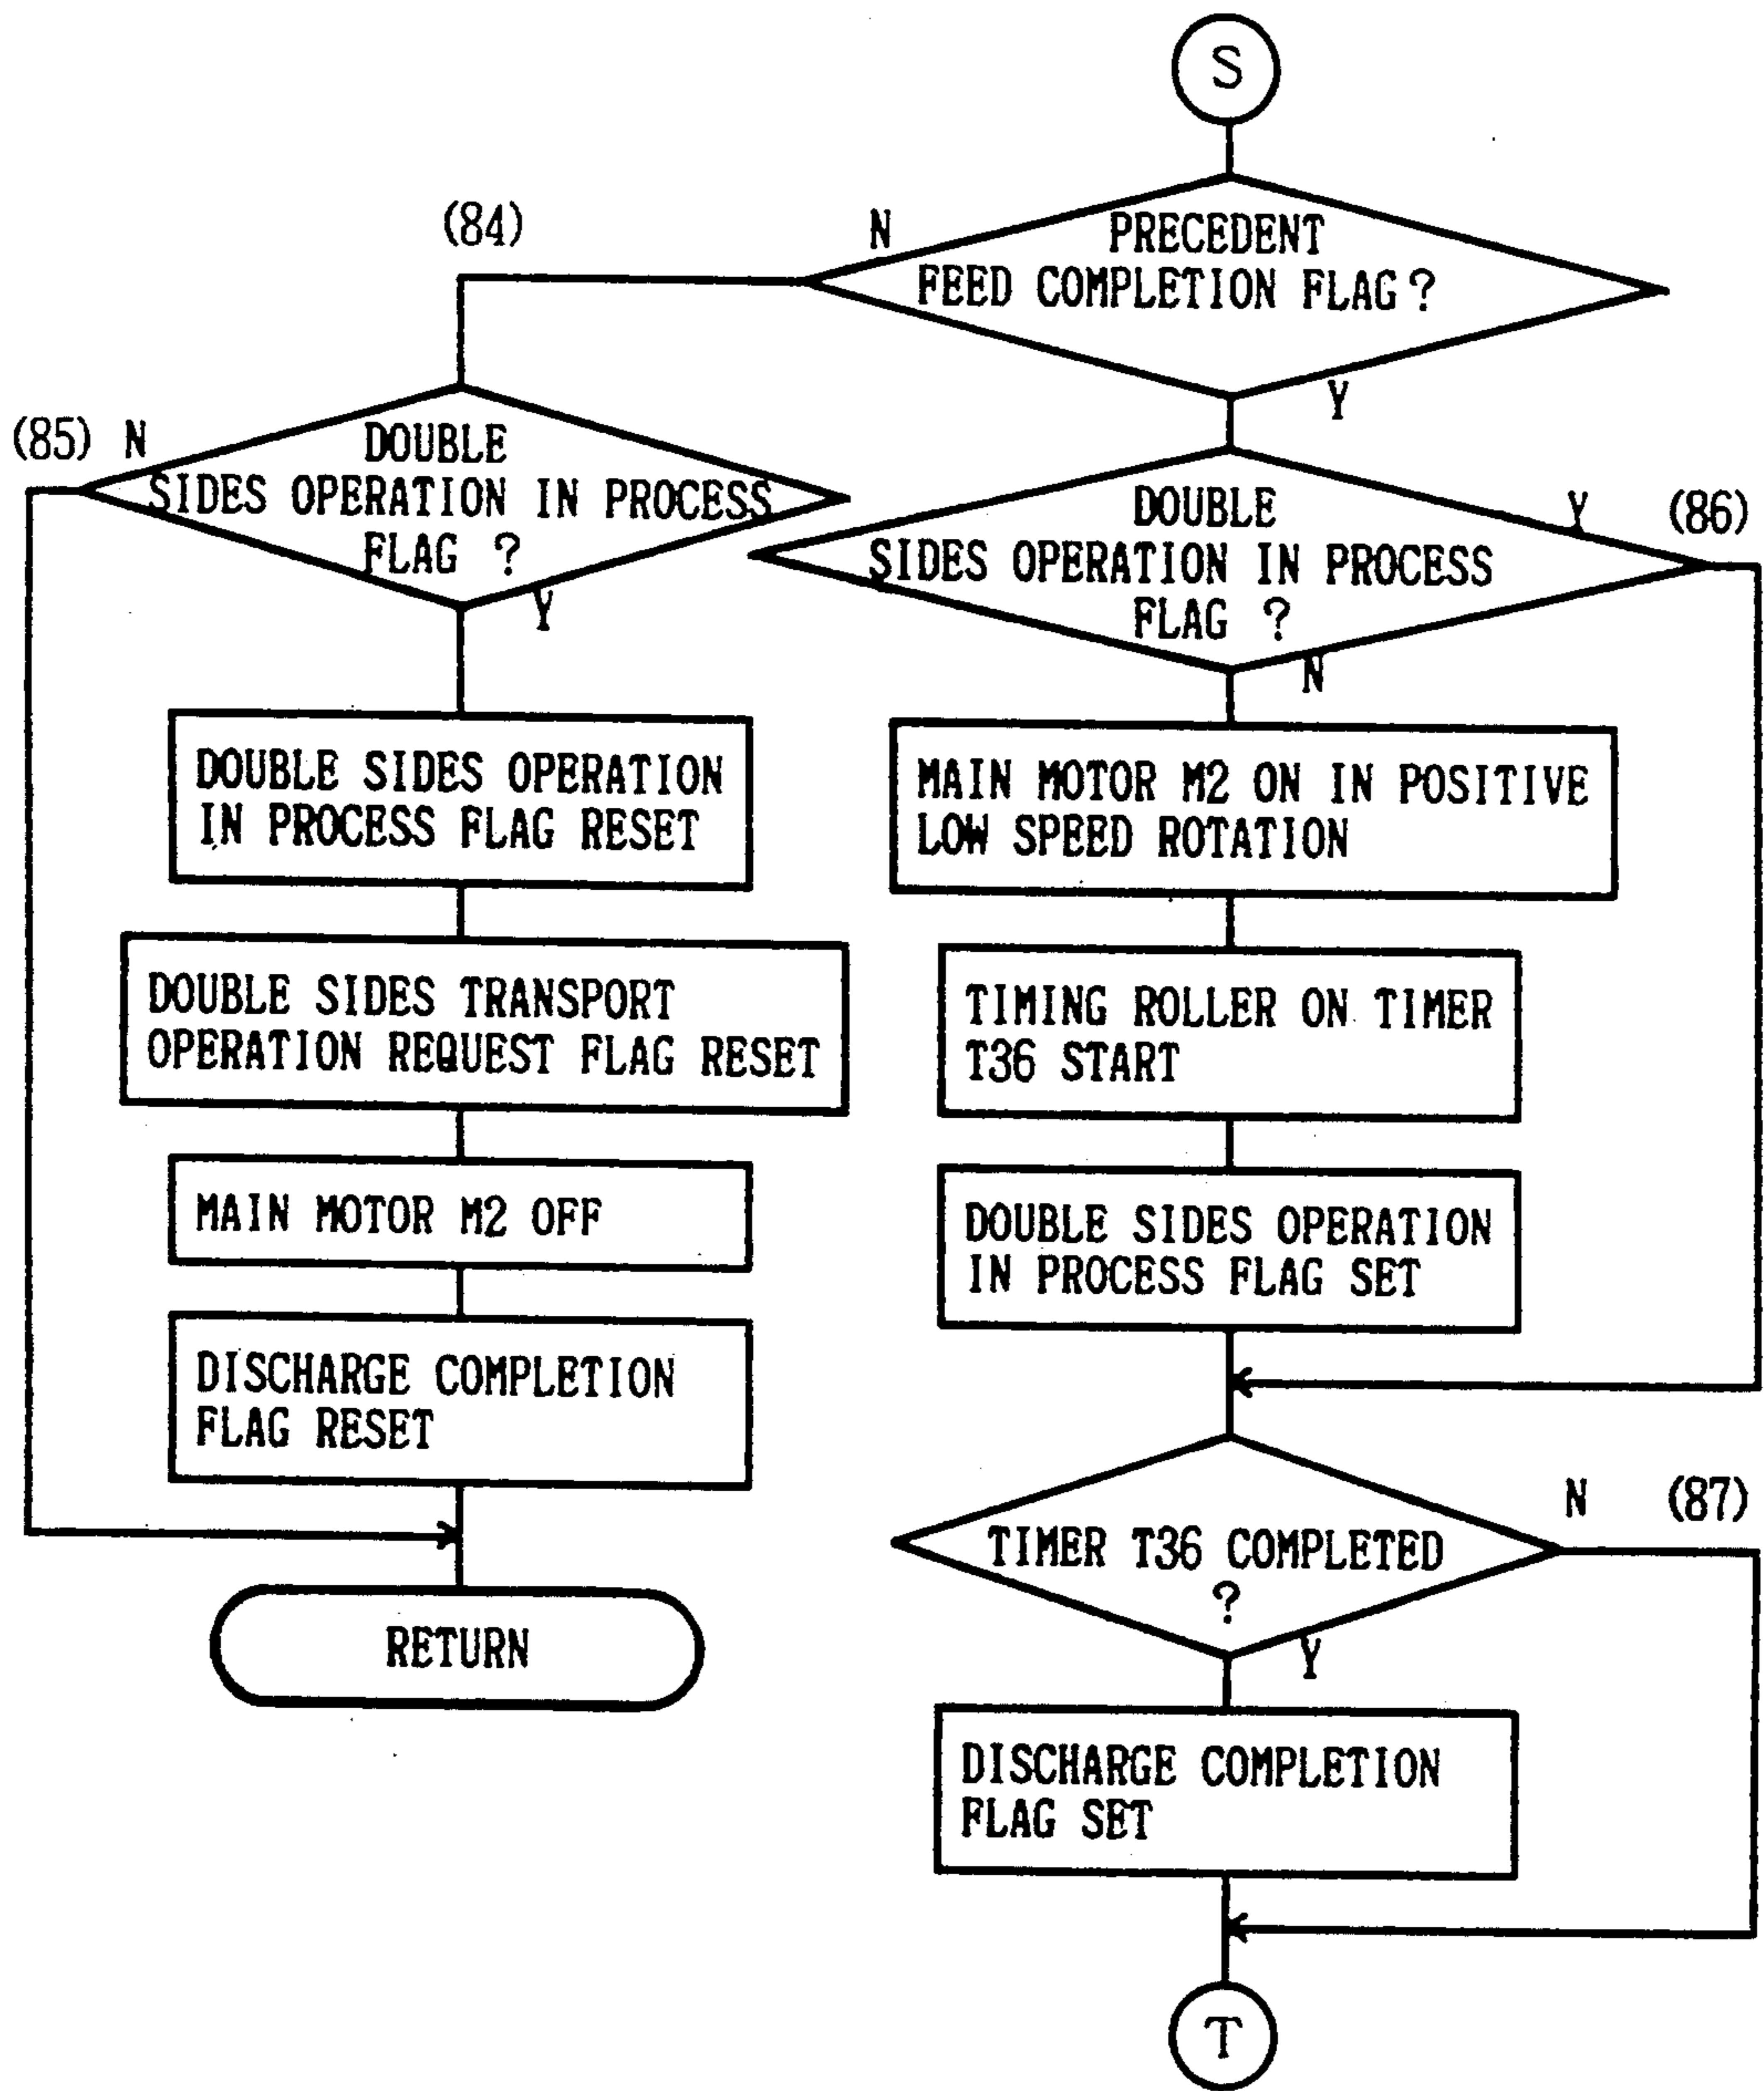 S
(84)
N
PRECEDENT
FEED COMPLETION FLAG ?
Y
(85)
N
DOUBLE
SIDES OPERATION IN PROCESS
FLAG ?
Y
DOUBLE
SIDES OPERATION IN PROCESS
FLAG ?
Y
(86)
N
DOUBLE SIDES OPERATION
IN PROCESS FLAG RESET
DOUBLE SIDES TRANSPORT
OPERATION REQUEST FLAG RESET
MAIN MOTOR M2 OFF
DISCHARGE COMPLETION
FLAG RESET
RETURN
MAIN MOTOR M2 ON IN POSITIVE
LOW SPEED ROTATION
TIMING ROLLER ON TIMER
T36 START
DOUBLE SIDES OPERATION
IN PROCESS FLAG SET
TIMER T36 COMPLETED
?
N
(87)
Y
DISCHARGE COMPLETION
FLAG SET
T